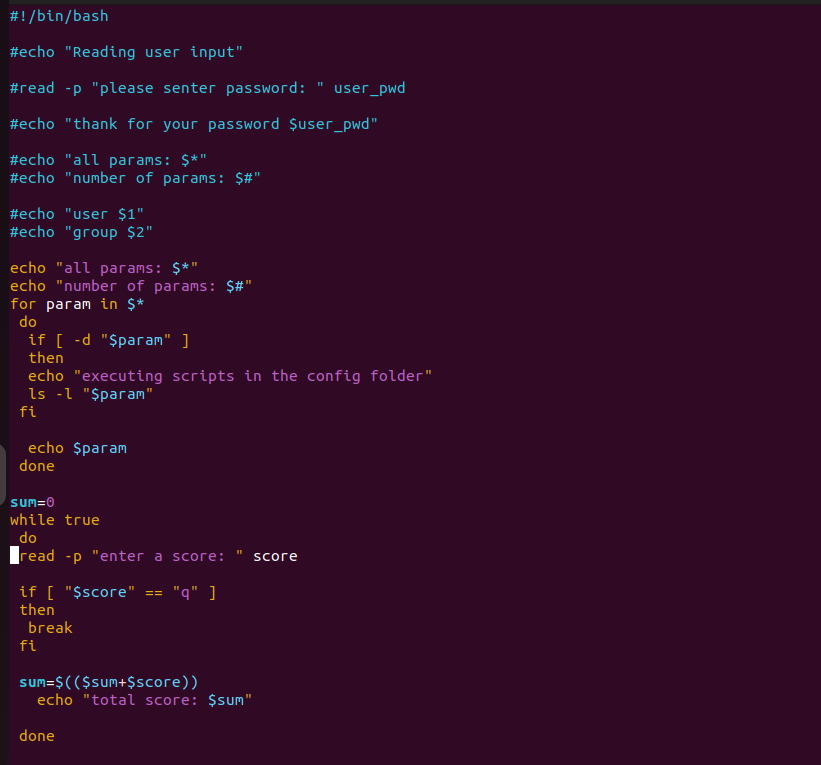 #!/bin/bash
#echo "Reading user input"
#read -p "please senter password: " user_pwd
#echo "thank for your password $user_pwd"
#echo "all params: $*"
#echo "number of params: $#"
#echo "user $1"
#echo "group $2"
echo "all params: $*"
echo "number of params: $#"
for param in $*
 do
  if [ -d "$param" ]
  then
  echo "executing scripts in the config folder"
  ls -l "$param"
 fi
  echo $param
 done
sum=0
while true
 do
 read -p "enter a score: " score
 if [ "$score" == "q" ]
 then
  break
 fi
 sum=$(($sum+$score))
   echo "total score: $sum"
 done